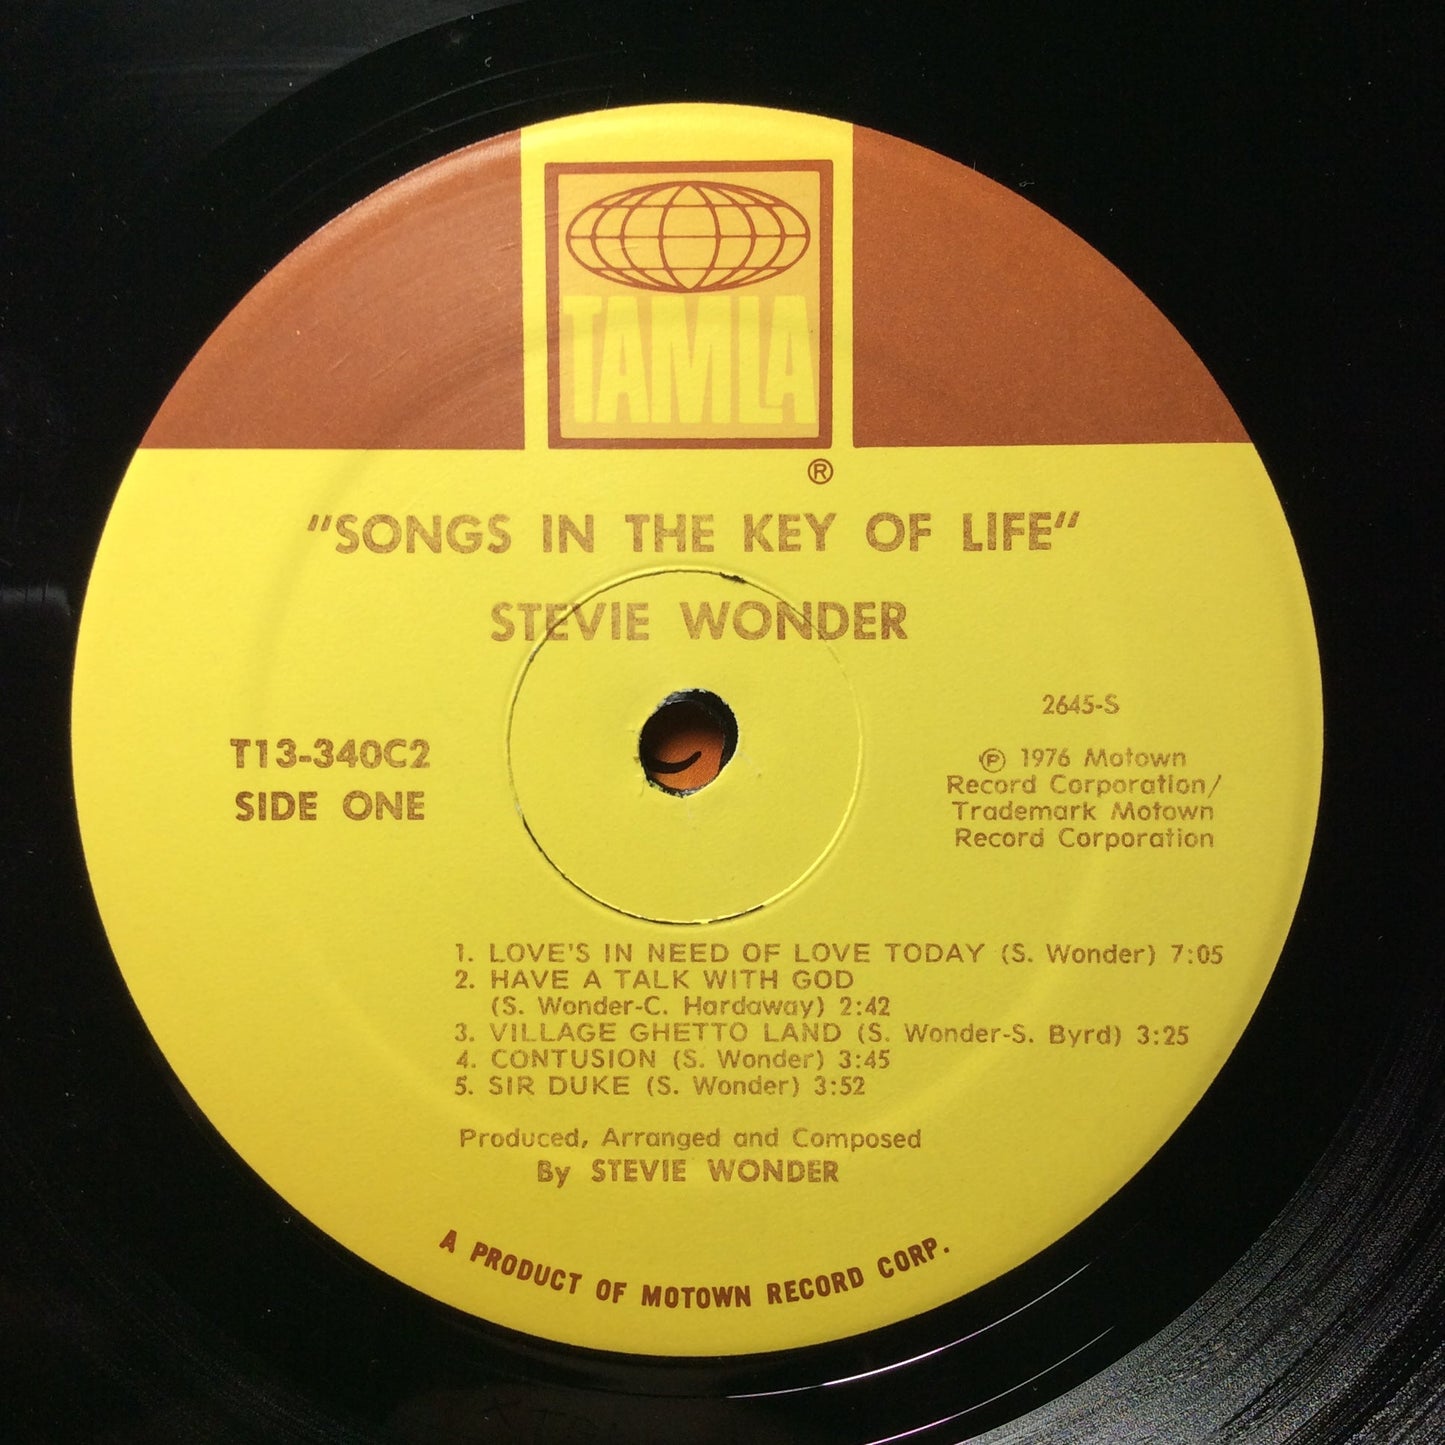 TAMLA
®
"SONGS IN THE KEY OF LIFE"
STEVIE WONDER
2645-S
T13-340C2
SIDE ONE
℗ 1976 Motown
Record Corporation/
Trademark Motown
Record Corporation
1. LOVE'S IN NEED OF LOVE TODAY (S. Wonder) 7:05
2. HAVE A TALK WITH GOD
(S. Wonder-C. Hardaway) 2:42
3. VILLAGE GHETTO LAND (S. Wonder-S. Byrd) 3:25
4. CONTUSION (S. Wonder) 3:45
5. SIR DUKE (S. Wonder) 3:52
Produced, Arranged and Composed
By STEVIE WONDER
A PRODUCT OF MOTOWN RECORD CORP.